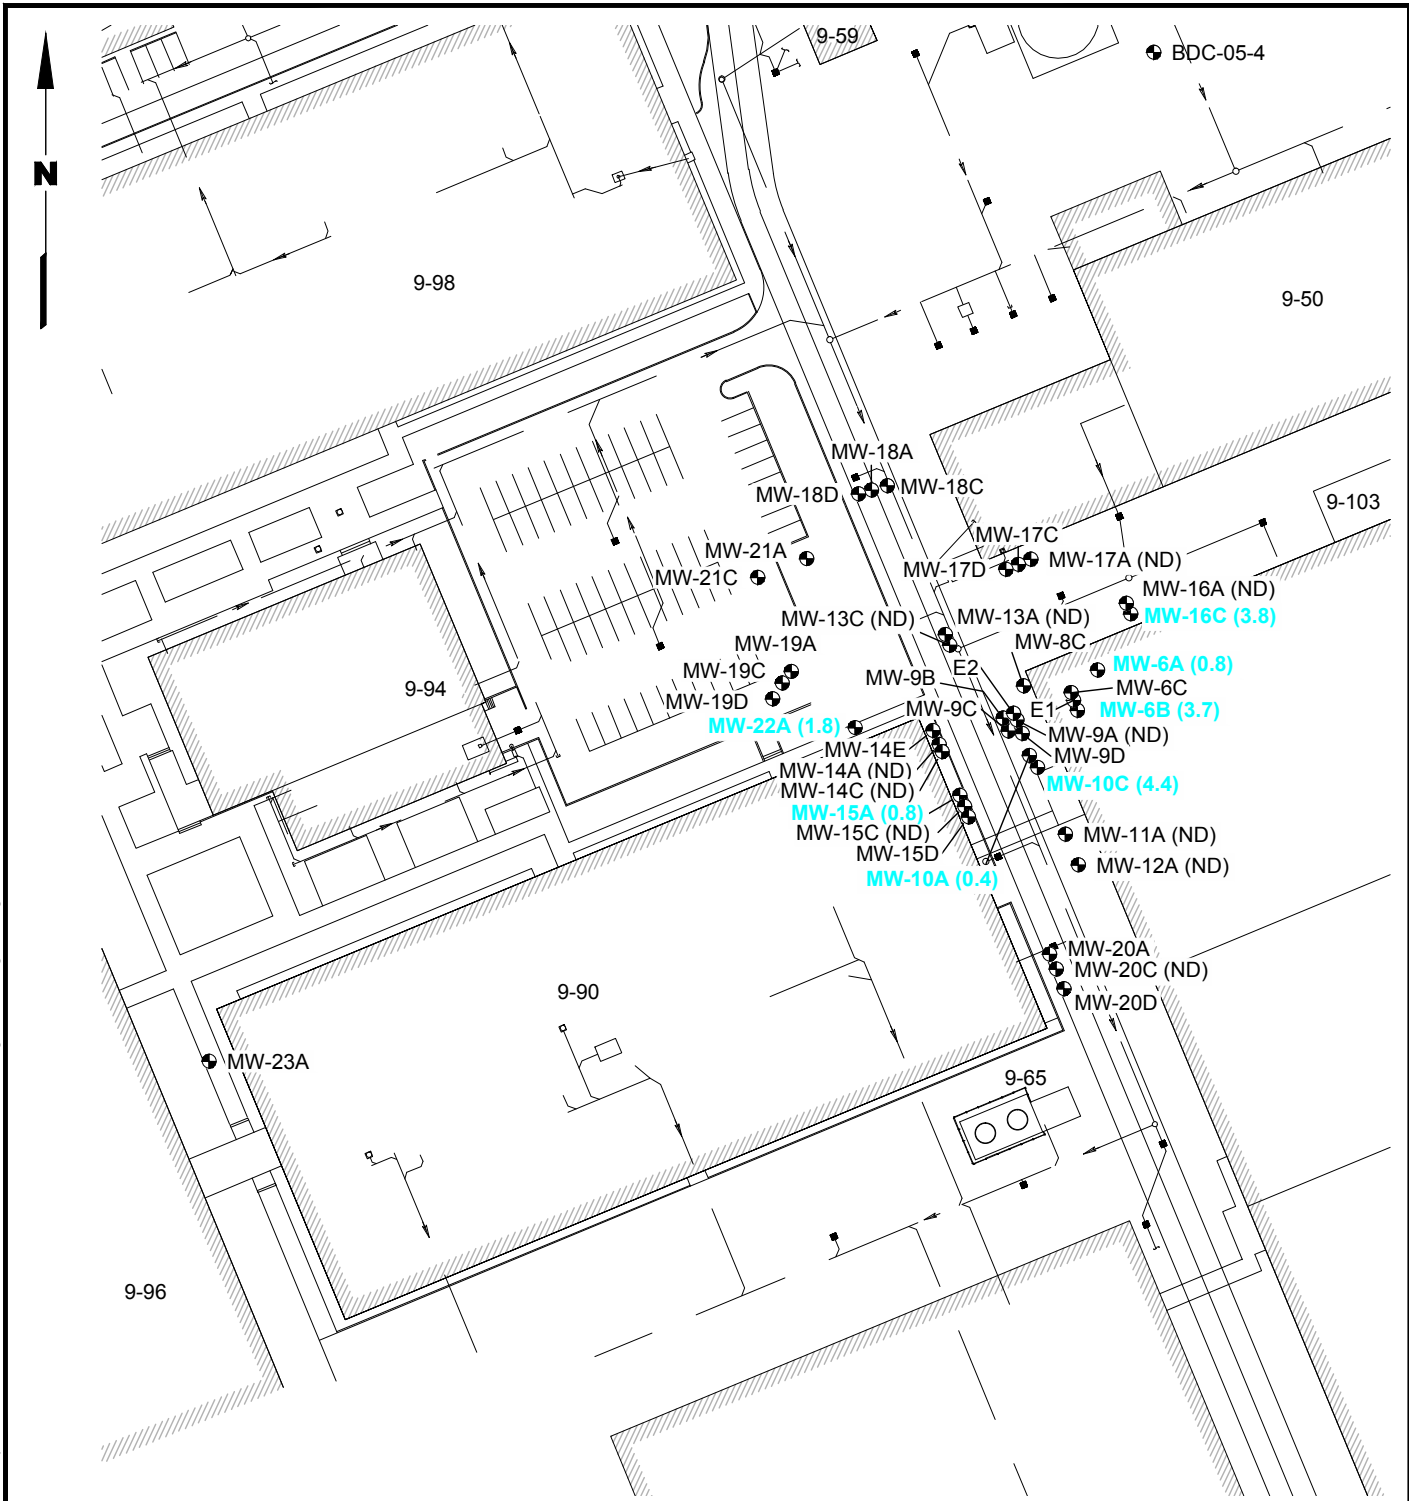 9-59
BDC-05-4
N
9-98
9-50
MW-18A
MW-18D
MW-18C
9-103
MW-17C
MW-21A
MW-17A (ND)
MW-21C
MW-17D
MW-16A (ND)
MW-13C (ND)
MW-13A (ND)
MW-16C (3.8)
MW-19A
MW-8C
MW-19C
E2
MW-6A (0.8)
9-94
MW-9B
MW-6C
MW-19D
MW-9C
E1
MW-6B (3.7)
MW-22A (1.8)
MW-9A (ND)
MW-14E
MW-9D
MW-14A (ND)
MW-10C (4.4)
MW-14C (ND)
MW-15A (0.8)
MW-15C (ND)
MW-11A (ND)
MW-15D
MW-12A (ND)
MW-10A (0.4)
MW-20A
MW-20C (ND)
9-90
MW-20D
MW-23A
9-65
9-96